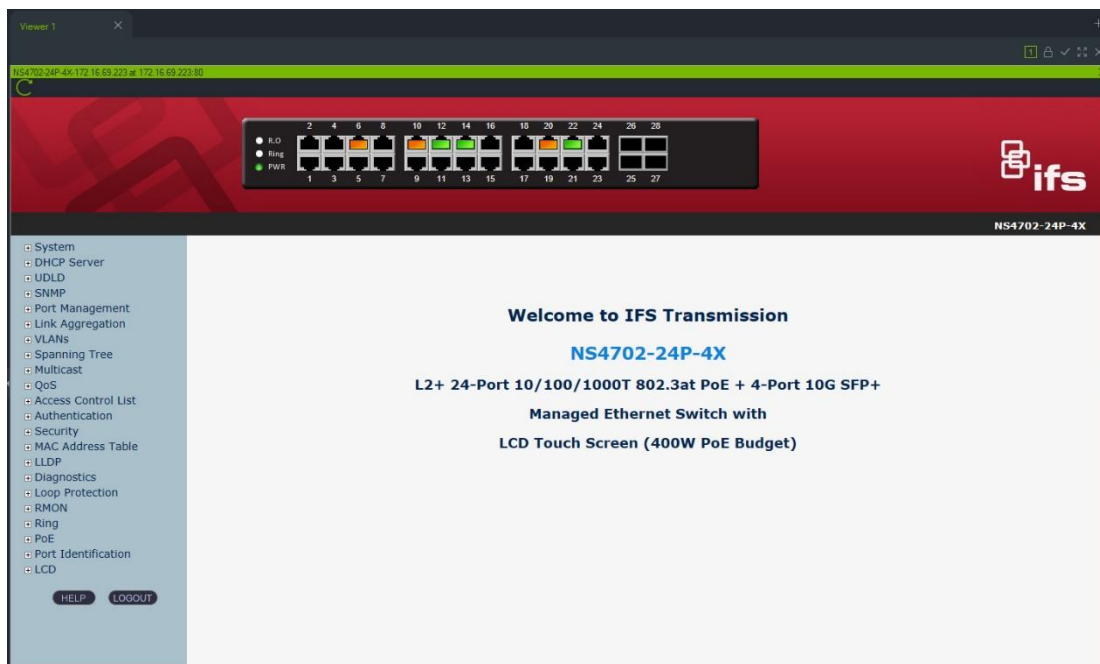 Viewer 1
1
NS4702-24P-4X-172.16.69.223 at 172.16.69.223:80
2 4 6 8 10 12 14 16 18 20 22 24 26 28
R.O
Ring
PWR
1 3 5 7 9 11 13 15 17 19 21 23 25 27
ifs
NS4702-24P-4X
System
DHCP Server
UDLD
SNMP
Port Management
Link Aggregation
VLANs
Spanning Tree
Multicast
QoS
Access Control List
Authentication
Security
MAC Address Table
LLDP
Diagnostics
Loop Protection
RMON
Ring
PoE
Port Identification
LCD
HELP LOGOUT
Welcome to IFS Transmission
NS4702-24P-4X
L2+ 24-Port 10/100/1000T 802.3at PoE + 4-Port 10G SFP+
Managed Ethernet Switch with
LCD Touch Screen (400W PoE Budget)